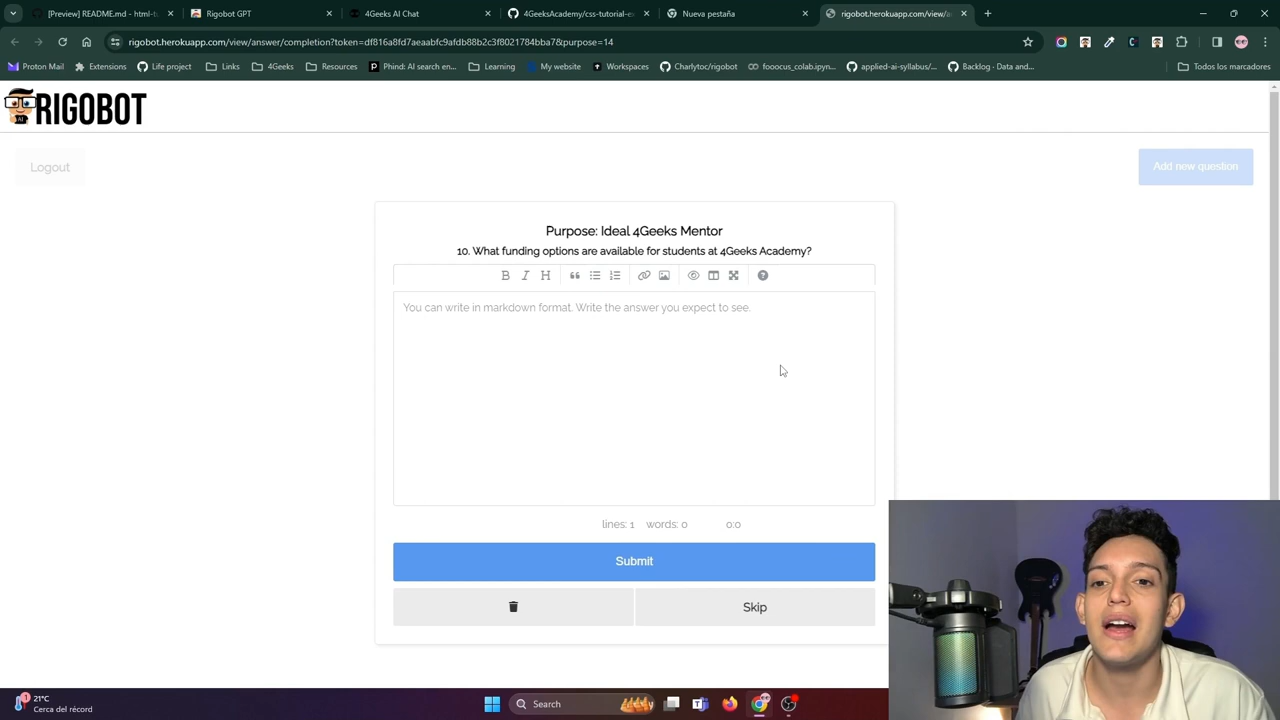 [Preview] README.md - html-t
Rigobot GPT
4Geeks AI Chat
4GeeksAcademy/css-tutorial-e
Nueva pestaña
rigobot.herokuapp.com/view/a
rigobot.herokuapp.com/view/answer/completion?token=df816a8fd7aeaabfc9afdb88b2c3f8021784bba7&purpose=14
Proton Mail
Extensions
Life project
Links
4Geeks
Resources
Phind: AI search en...
Learning
My website
Workspaces
Charlytoc/rigobot
fooocus_colab.ipyn...
applied-ai-syllabus/...
Backlog - Data and...
Todos los marcadores
RIGOBOT
Logout
Add new question
Purpose: Ideal 4Geeks Mentor
10. What funding options are available for students at 4Geeks Academy?
You can write in markdown format. Write the answer you expect to see.
lines: 1 words: 0 0:0
Submit
Skip
21°C
Cerca del récord
Search